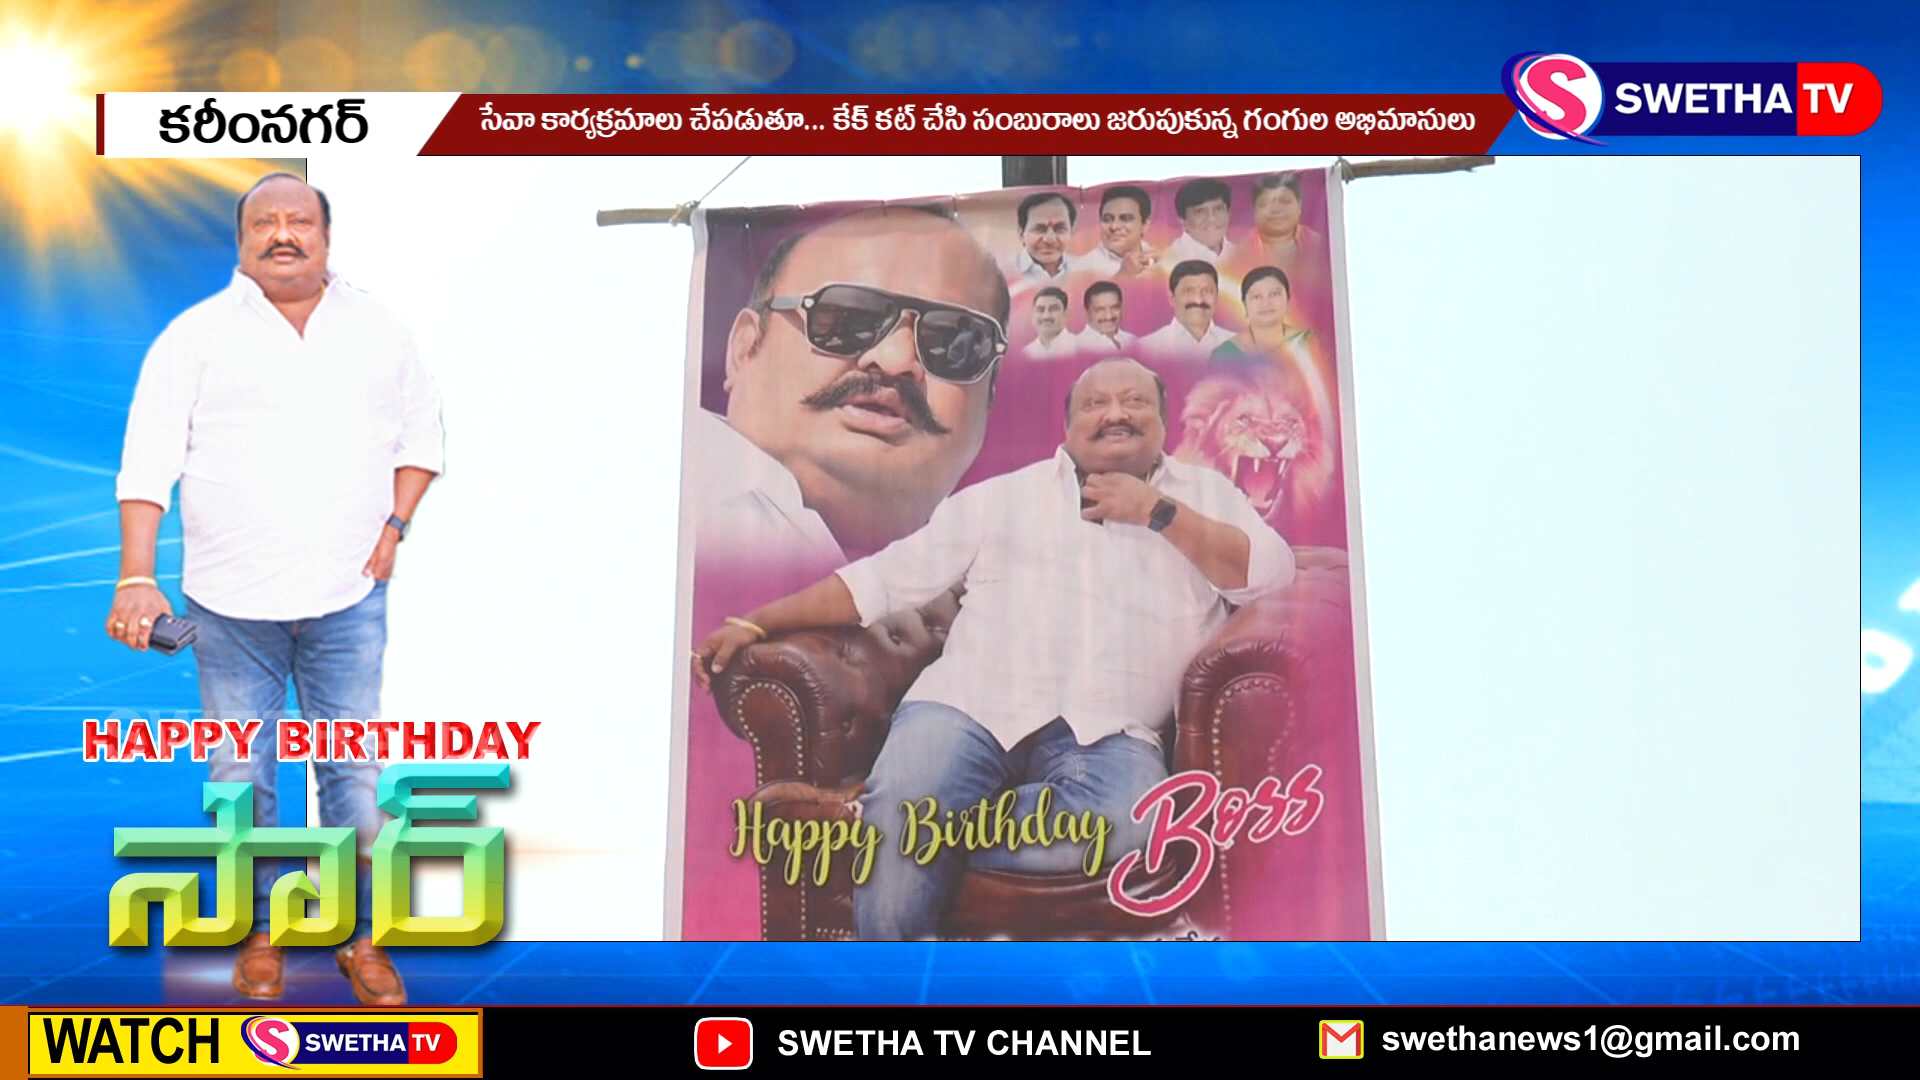 కరీంనగర్
సేవా కార్యక్రమాలు చేపడుతూ... కేక్ కట్ చేసి సంబురాలు జరుపుకున్న గంగుల అభిమానులు
S SWETHA TV
Happy Birthday Boss
HAPPY BIRTHDAY
సార్
WATCH S SWETHA TV
SWETHA TV CHANNEL
swethanews1@gmail.com